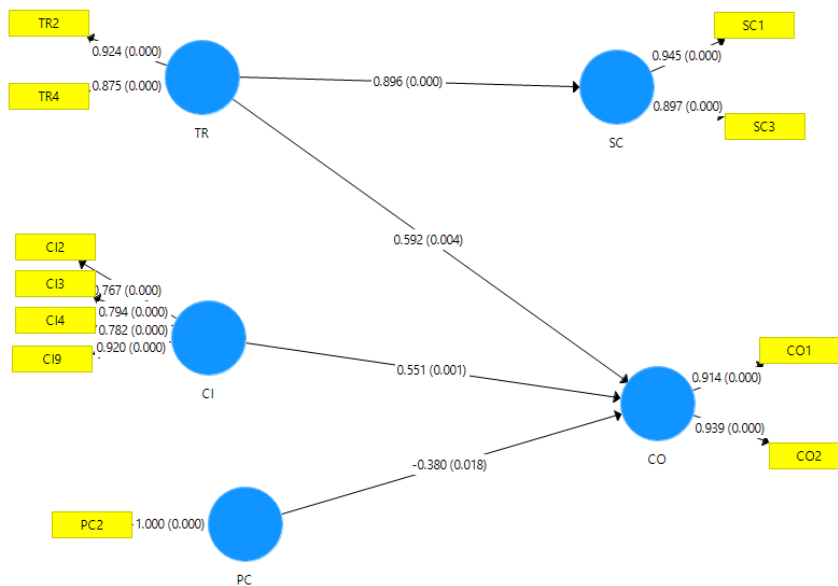 TR2
0.924 (0.000)
TR4
0.875 (0.000)
TR
0.896 (0.000)
SC1
0.945 (0.000)
0.897 (0.000)
SC3
SC
0.592 (0.004)
CI2
CI3
CI4
CI9
0.767 (0.000)
0.794 (0.000)
0.782 (0.000)
0.920 (0.000)
CI
0.551 (0.001)
CO1
0.914 (0.000)
0.939 (0.000)
CO2
CO
-0.380 (0.018)
PC2
1.000 (0.000)
PC